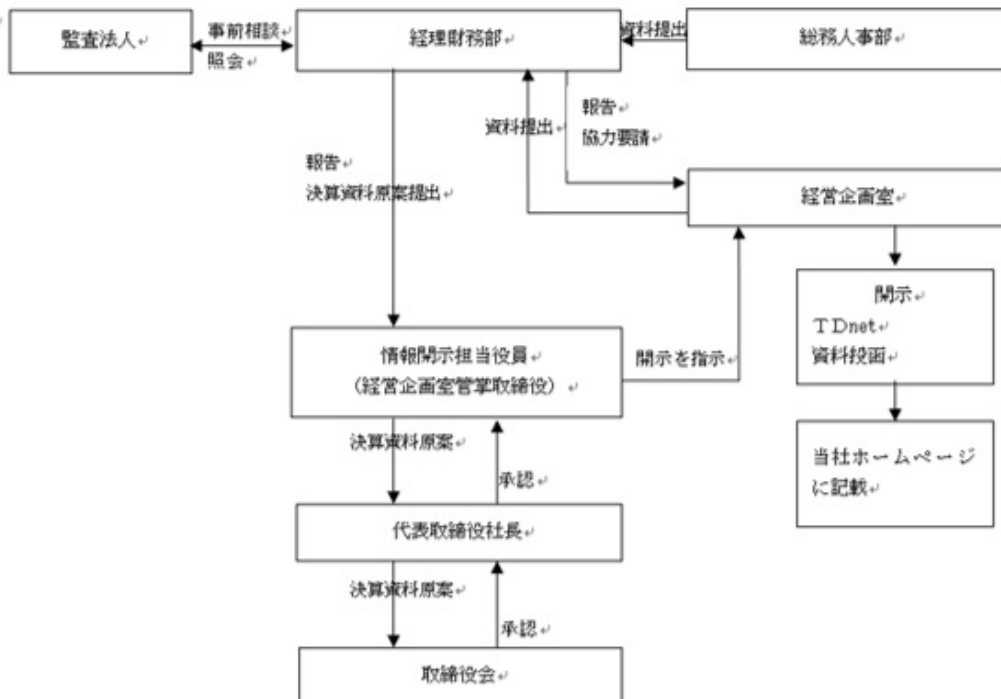 監査法人
事前相談
照会
経理財務部
資料提出
総務人事部
資料提出
報告
協力要請
報告
決算資料原案提出
経営企画室
開示
TDnet
資料投函
情報開示担当役員
(経営企画室管掌取締役)
開示を指示
決算資料原案
承認
当社ホームページ
に記載
代表取締役社長
決算資料原案
承認
取締役会